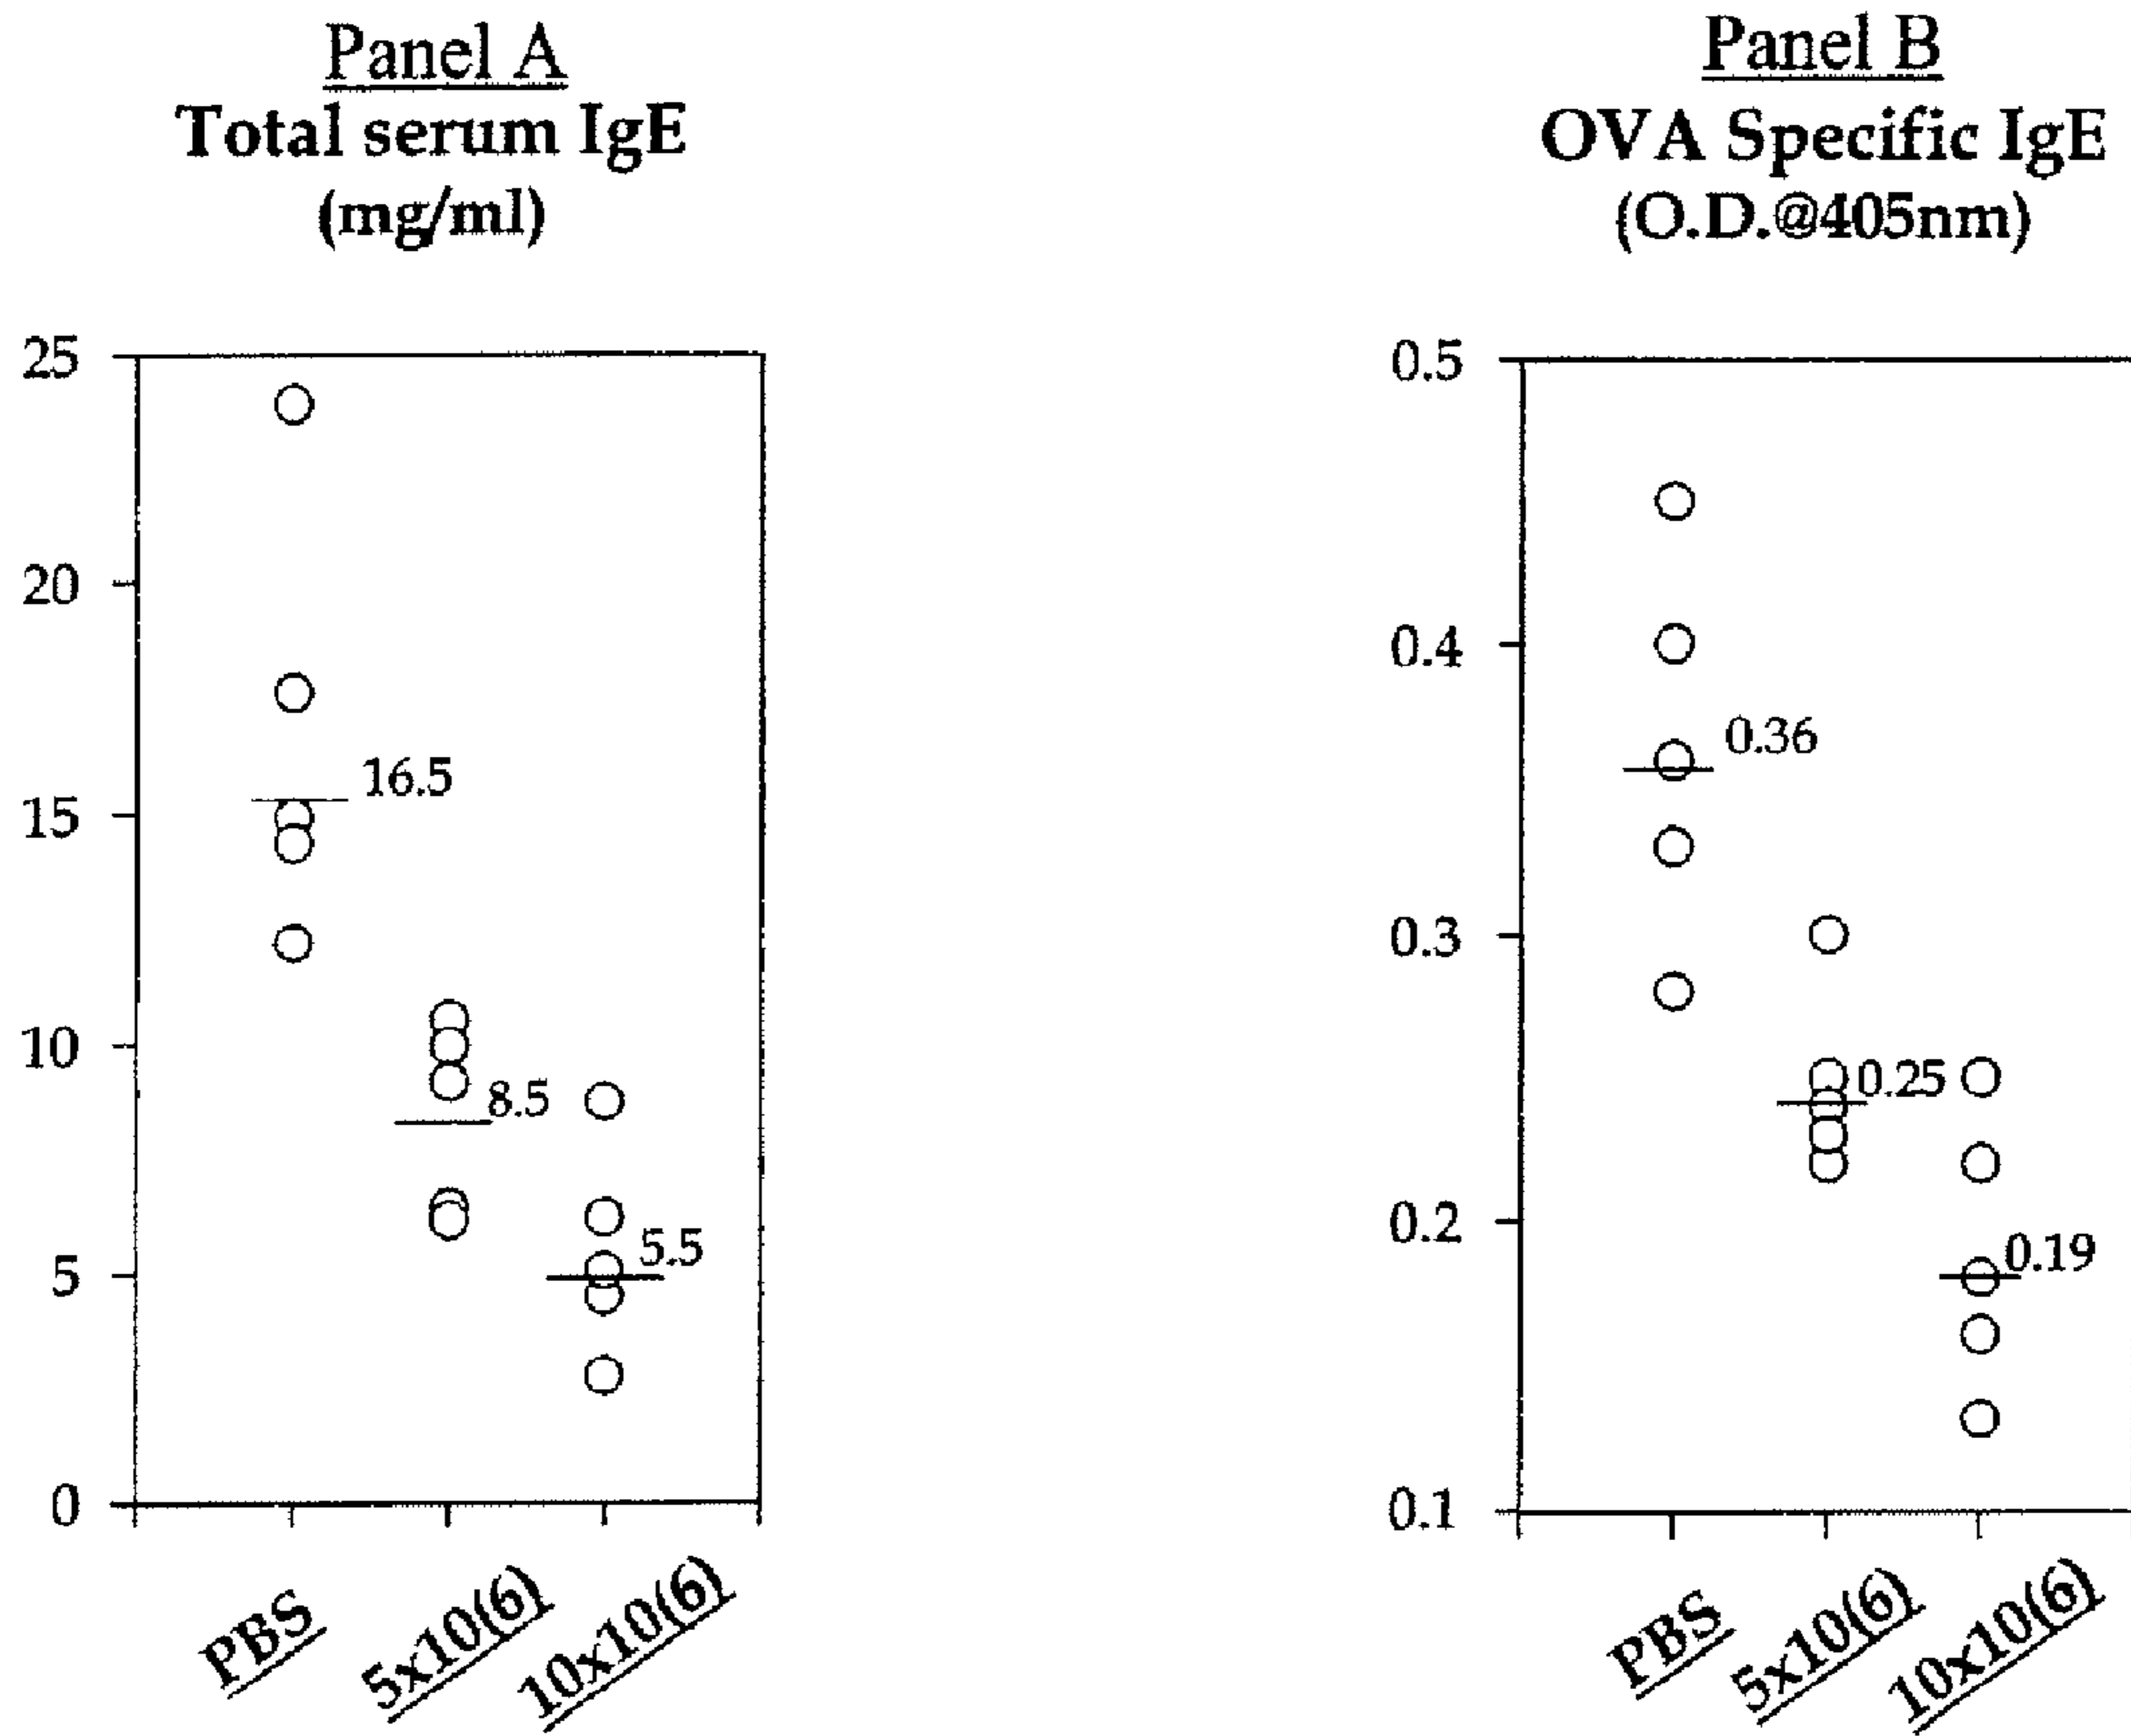 Panel A
Total serum IgE
(mg/ml)
25
20
15
10
5
0
16.5
8.5
5.5
PBS
5x10(6)
10x10(6)
Panel B
OVA Specific IgE
(O.D.@405nm)
0.5
0.4
0.3
0.2
0.1
0.36
0.25
0.19
PBS
5x10(6)
10x10(6)